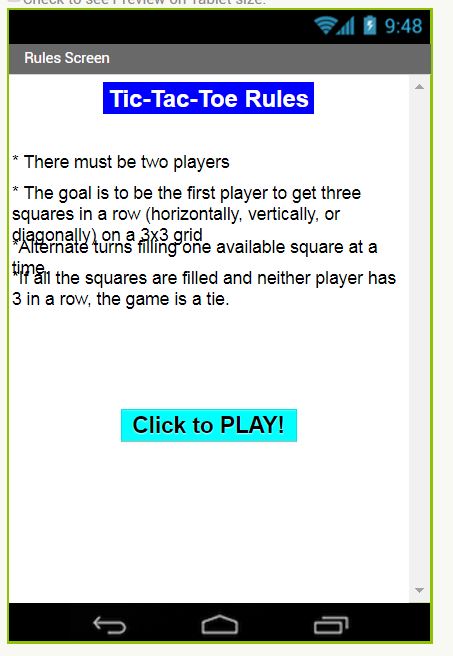 Check to see Preview on Tablet size.
9:48
Rules Screen
Tic-Tac-Toe Rules
* There must be two players
* The goal is to be the first player to get three
squares in a row (horizontally, vertically, or
diagonally) on a 3x3 grid
*Alternate turns filling one available square at a
time.
*If all the squares are filled and neither player has
3 in a row, the game is a tie.
Click to PLAY!